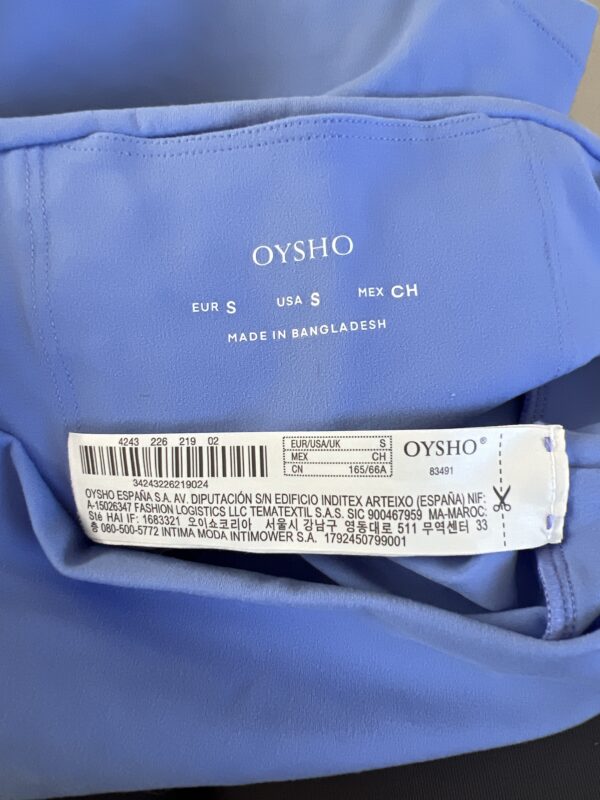 OYSHO
EUR S USA S MEX CH
MADE IN BANGLADESH
4243 226 219 02
34243226219024
EUR/USA/UK S
MEX CH
CN 165/66A
OYSHO®
83491
OYSHO ESPAÑA S.A. AV. DIPUTACIÓN S/N EDIFICIO INDITEX ARTEIXO (ESPAÑA) NIF:
A-15026347 FASHION LOGISTICS LLC TEMATEXTIL S.A.S. SIC 900467959 MA-MAROC:
Sté HAI IF: 1683321 오이쇼코리아 서울시 강남구 영동대로 511 무역센터 33
층 080-500-5772 INTIMA MODA INTIMOWER S.A. 1792450799001